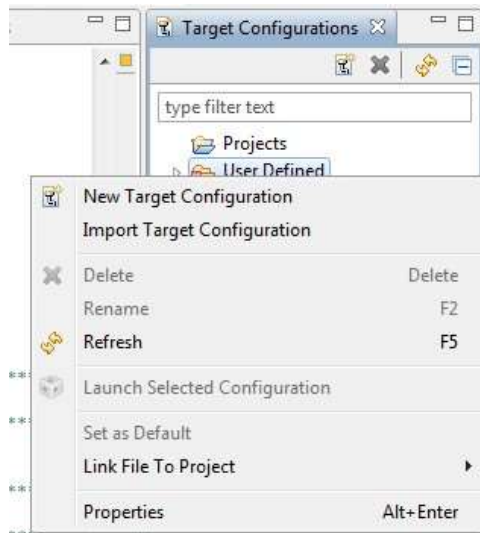 Target Configurations
type filter text
Projects
User Defined
New Target Configuration
Import Target Configuration
Delete Delete
Rename F2
Refresh F5
Launch Selected Configuration
Set as Default
Link File To Project
Properties Alt+Enter
**
**
**